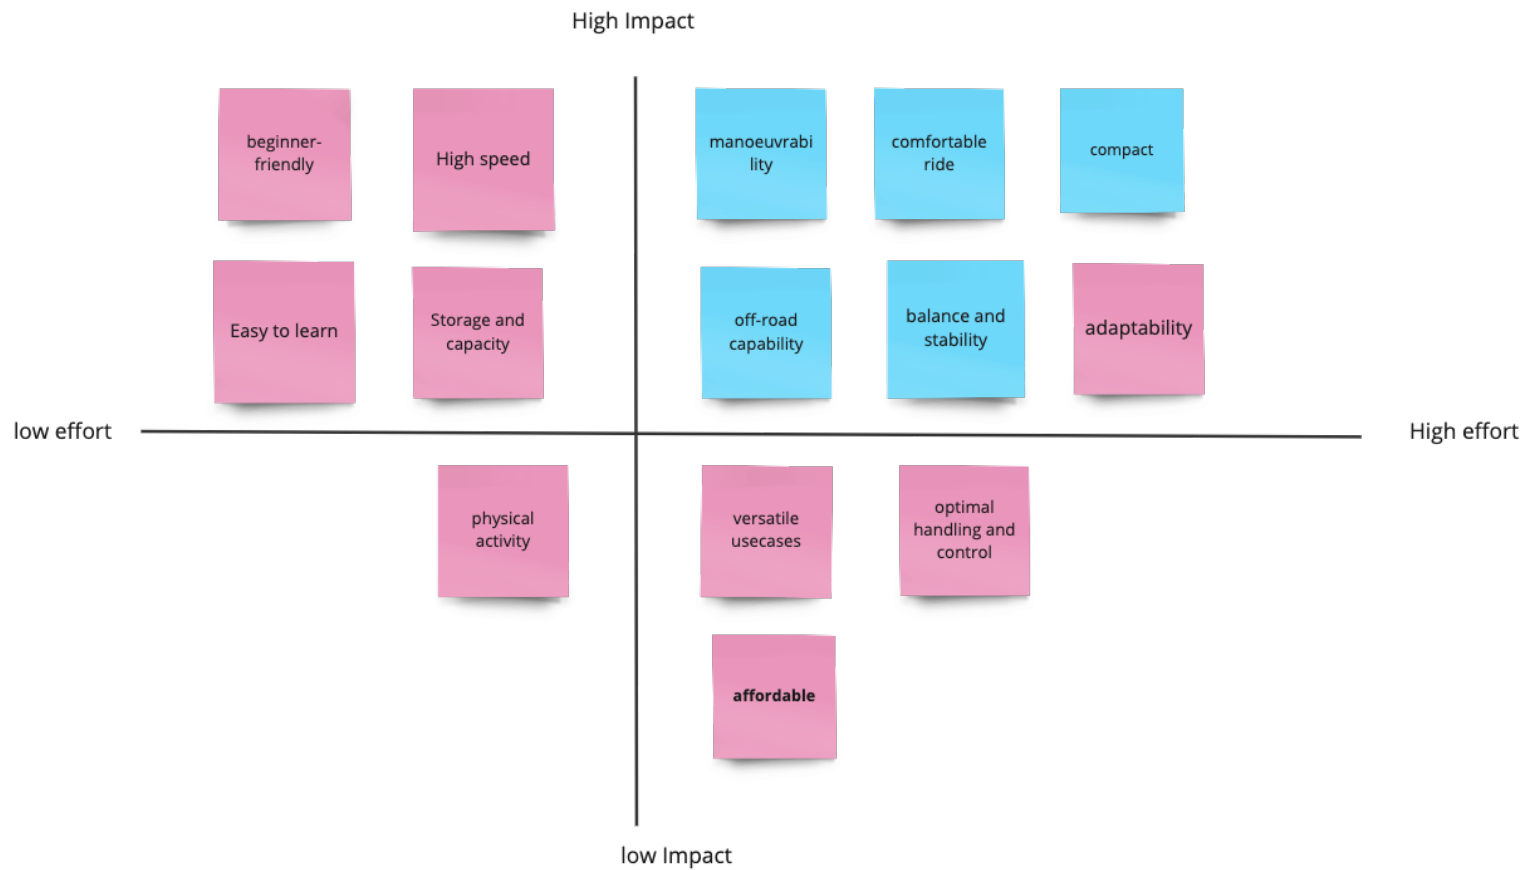 High Impact
beginner-
friendly
High speed
manoeuvrabi
lity
comfortable
ride
compact
Easy to learn
Storage and
capacity
off-road
capability
balance and
stability
adaptability
low effort
High effort
physical
activity
versatile
usecases
optimal
handling and
control
affordable
low Impact